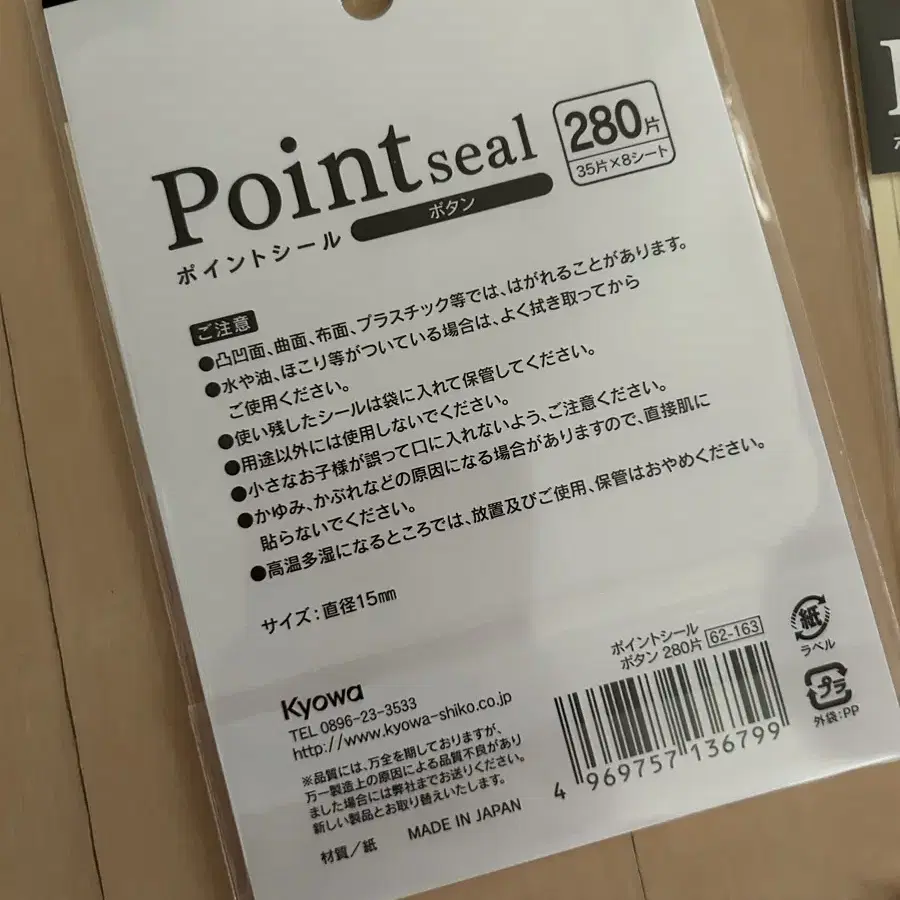 Point seal
280片
35片×8シート
ポイントシール
ボタン
ご注意
●凸凹面、曲面、布面、プラスチック等では、はがれることがあります。
●水や油、ほこり等がついている場合は、よく拭き取ってから
ご使用ください。
●使い残したシールは袋に入れて保管してください。
●用途以外には使用しないでください。
●小さなお子様が誤って口に入れないよう、ご注意ください。
●かゆみ、かぶれなどの原因になる場合がありますので、直接肌に
貼らないでください。
●高温多湿になるところでは、放置及びご使用、保管はおやめください。
サイズ:直径15㎜
Kyowa
TEL 0896-23-3533
http://www.kyowa-shiko.co.jp
※品質には、万全を期しておりますが、
万一製造上の原因による品質不良があり
ました場合には弊社までお送りください。
新しい製品とお取り替えいたします。
材質/紙
MADE IN JAPAN
ポイントシール
ボタン 280片 62-163
4 969757 136799
紙
ラベル
プラ
外袋:PP